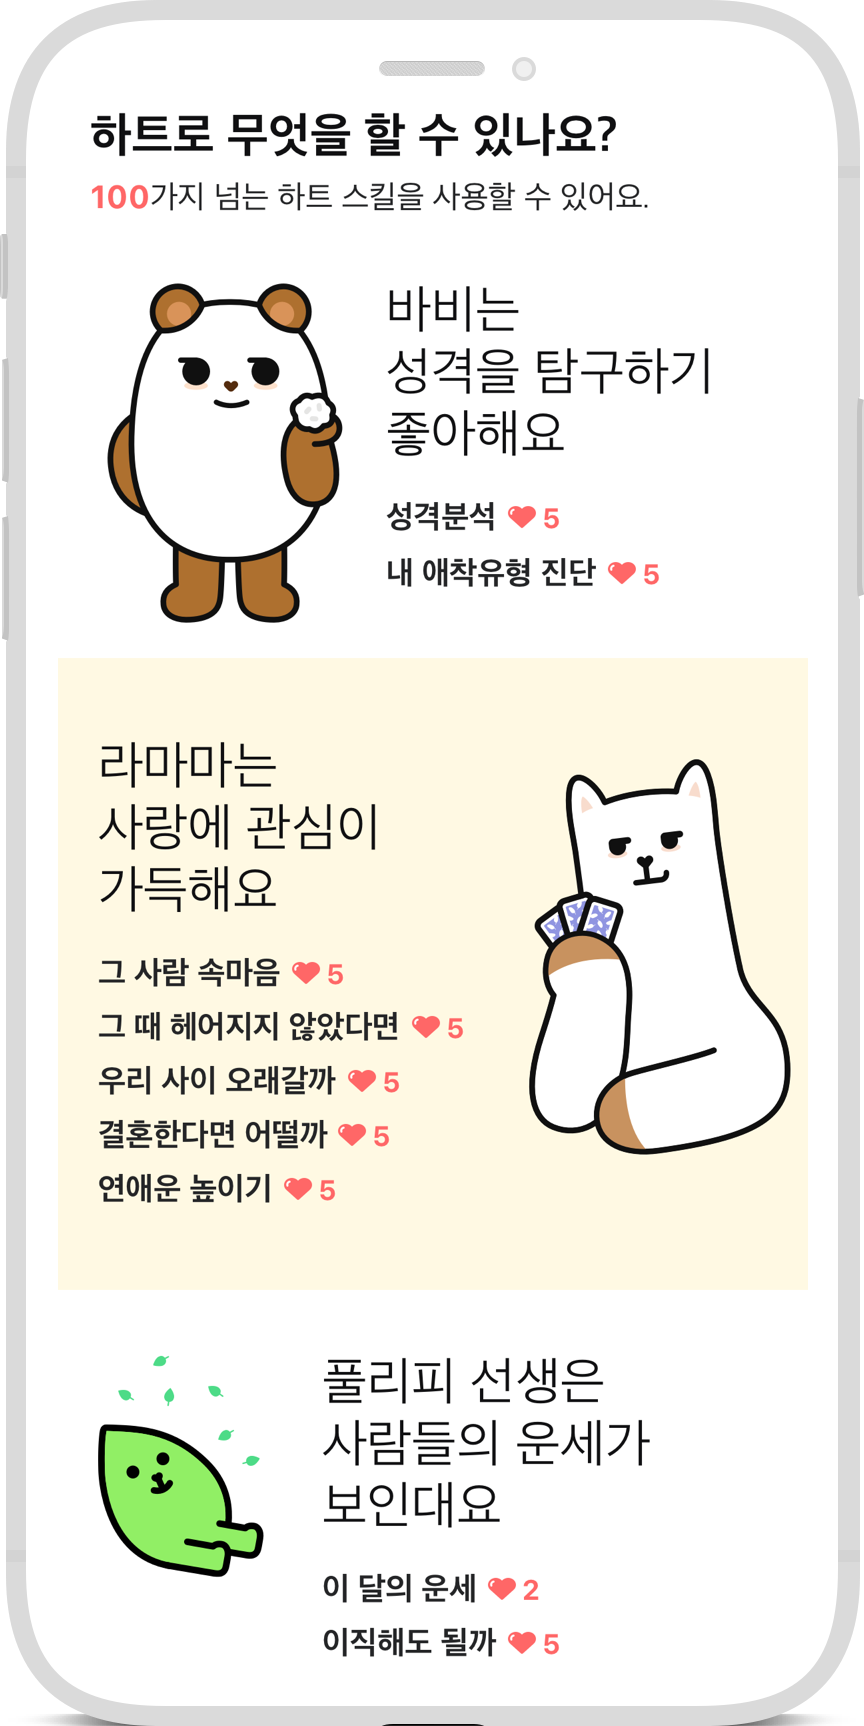 하트로 무엇을 할 수 있나요?
100가지 넘는 하트 스킬을 사용할 수 있어요.
바비는
성격을 탐구하기
좋아해요
성격분석 5
내 애착유형 진단 5
라마마는
사랑에 관심이
가득해요
그 사람 속마음 5
그 때 헤어지지 않았다면 5
우리 사이 오래갈까 5
결혼한다면 어떨까 5
연애운 높이기 5
풀리피 선생은
사람들의 운세가
보인대요
이 달의 운세 2
이직해도 될까 5